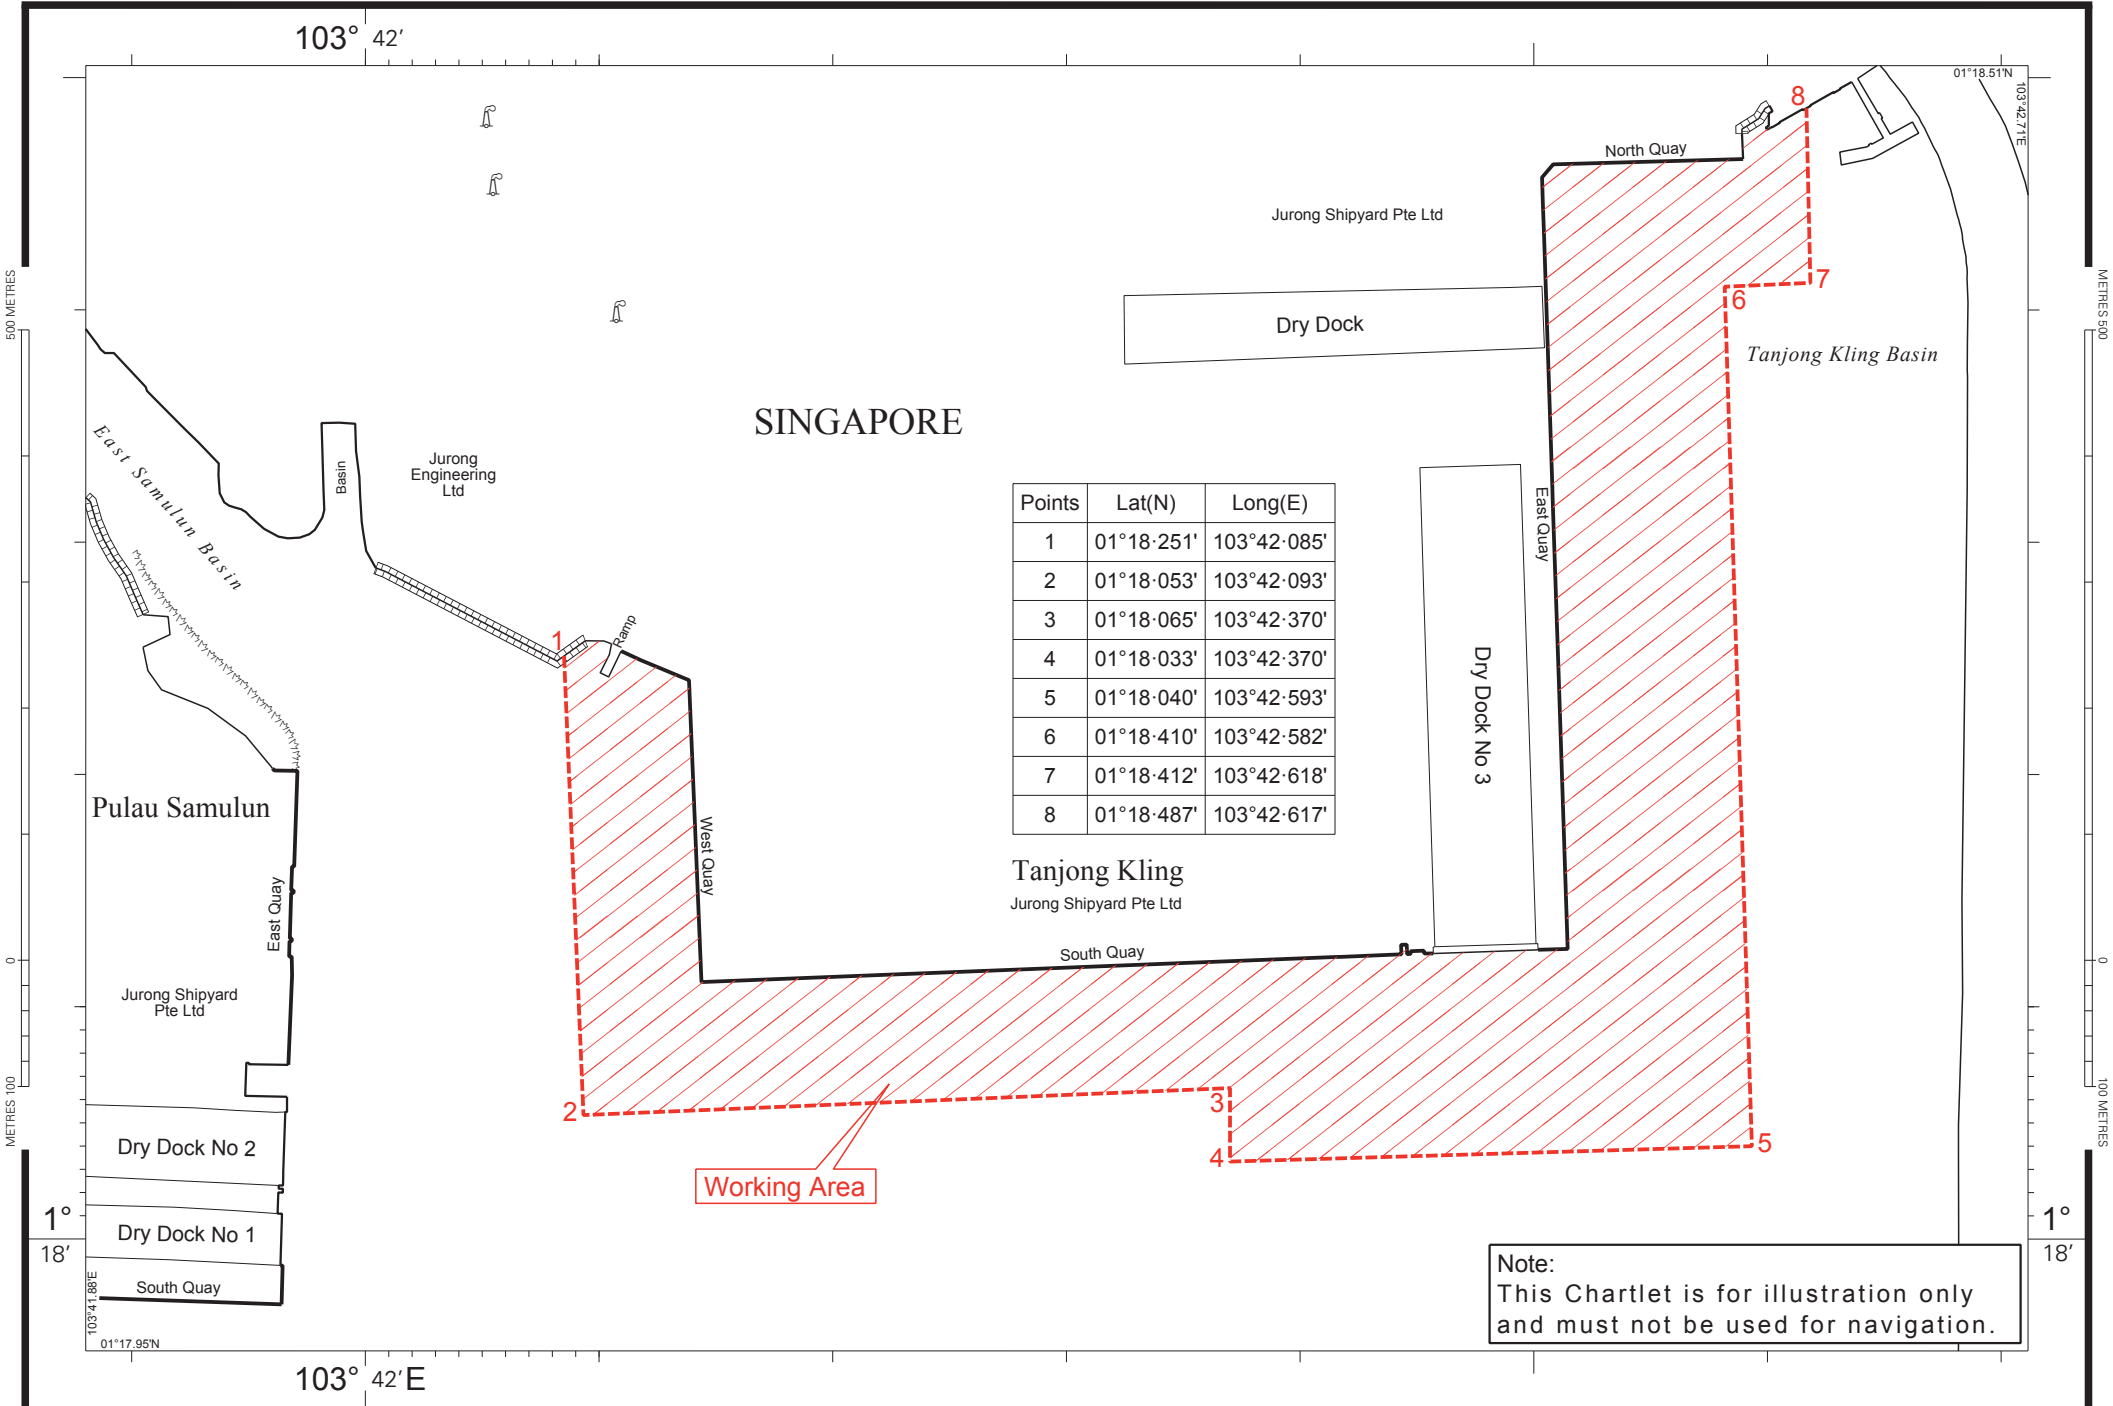 103° 42′
01°18.51'N
103°42.71'E
8
North Quay
Jurong Shipyard Pte Ltd
7
6
500 METRES
METRES 500
Dry Dock
Tanjong Kling Basin
SINGAPORE
East Samulun Basin
Basin
Jurong
Engineering
Ltd
East Quay
Points Lat(N) Long(E)
1 01°18·251' 103°42·085'
2 01°18·053' 103°42·093'
3 01°18·065' 103°42·370'
4 01°18·033' 103°42·370'
5 01°18·040' 103°42·593'
6 01°18·410' 103°42·582'
7 01°18·412' 103°42·618'
8 01°18·487' 103°42·617'
1
Ramp
Dry Dock No 3
Pulau Samulun
West Quay
Tanjong Kling
Jurong Shipyard Pte Ltd
East Quay
South Quay
0
0
Jurong Shipyard
Pte Ltd
METRES 100
100 METRES
2
3
4
5
Dry Dock No 2
Working Area
1°
18′
1°
18′
Dry Dock No 1
South Quay
103°41.88'E
01°17.95'N
Note:
This Chartlet is for illustration only
and must not be used for navigation.
103° 42′E